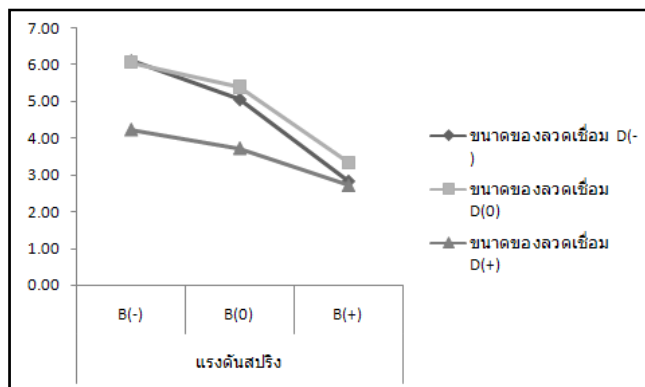 7.00
6.00
5.00
4.00
3.00
2.00
1.00
0.00
B(-)
B(0)
B(+)
แรงดันสปริง
ขนาดของลวดเชื่อม D(-
)
ขนาดของลวดเชื่อม
D(0)
ขนาดของลวดเชื่อม
D(+)